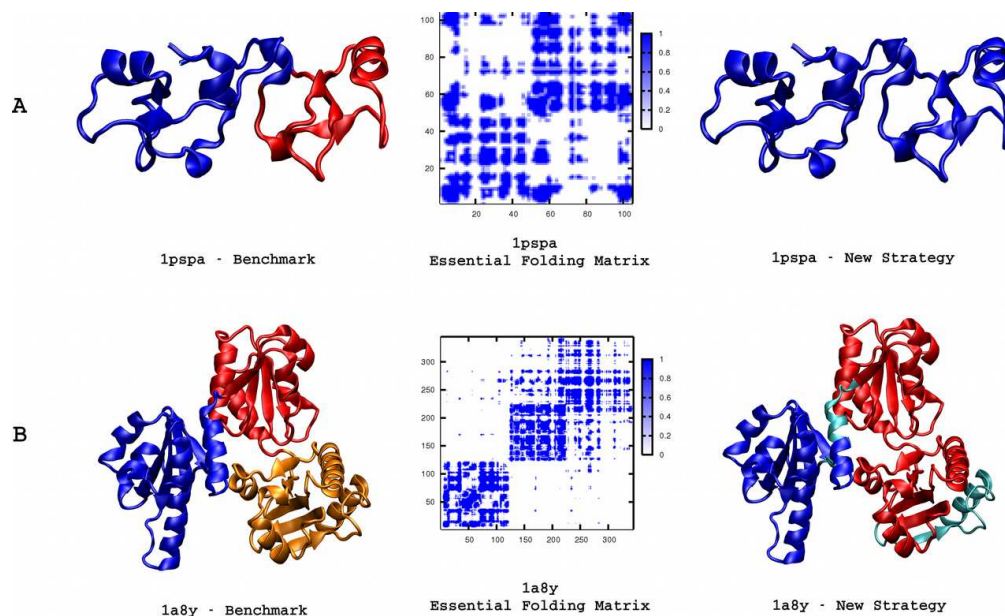 A
100
80
60
40
20
20 40 60 80 100
1
0.8
0.6
0.4
0.2
0
1pspa - Benchmark
1pspa
Essential Folding Matrix
1pspa - New Strategy
B
300
250
200
150
100
50
50 100 150 200 250 300
1
0.8
0.6
0.4
0.2
0
1a8y - Benchmark
1a8y
Essential Folding Matrix
1a8y - New Strategy